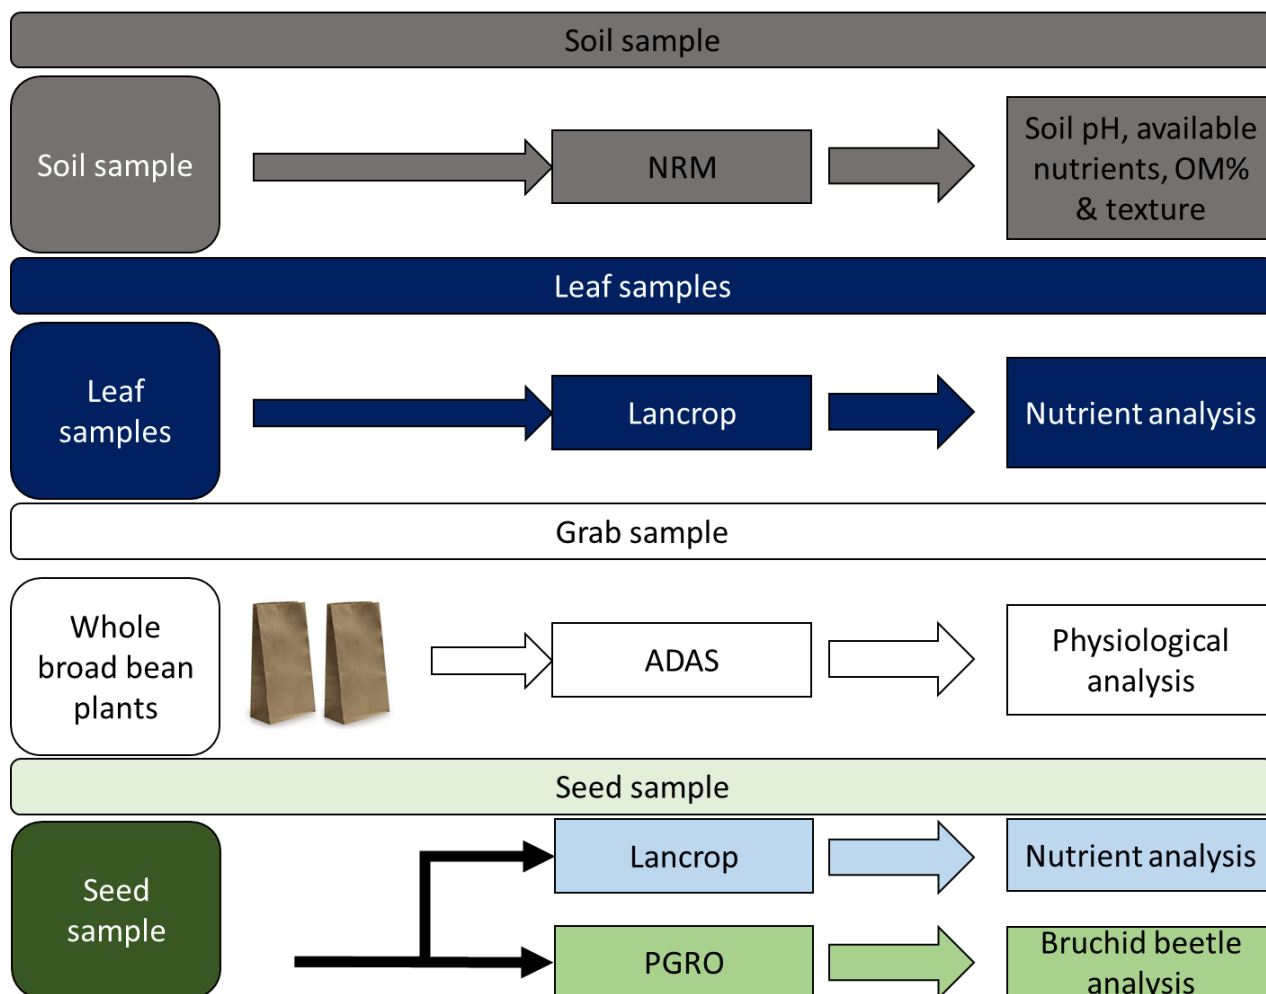 Soil sample
Soil sample
NRM
Soil pH, available
nutrients, OM%
& texture
Leaf samples
Leaf
samples
Lancrop
Nutrient analysis
Grab sample
Whole
broad bean
plants
ADAS
Physiological
analysis
Seed sample
Seed
sample
Lancrop
Nutrient analysis
PGRO
Bruchid beetle
analysis